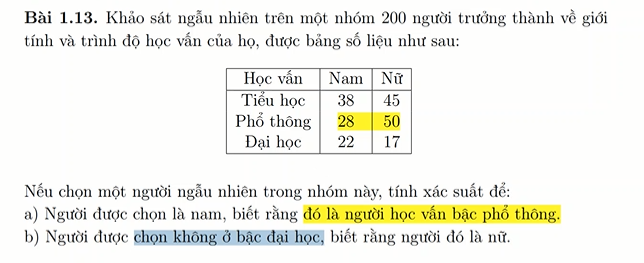 Bài 1.13. Khảo sát ngẫu nhiên trên một nhóm 200 người trưởng thành về giới
tính và trình độ học vấn của họ, được bảng số liệu như sau:
Học vấn Nam Nữ
Tiểu học 38 45
Phổ thông 28 50
Đại học 22 17
Nếu chọn một người ngẫu nhiên trong nhóm này, tính xác suất để:
a) Người được chọn là nam, biết rằng đó là người học vấn bậc phổ thông.
b) Người được chọn không ở bậc đại học, biết rằng người đó là nữ.